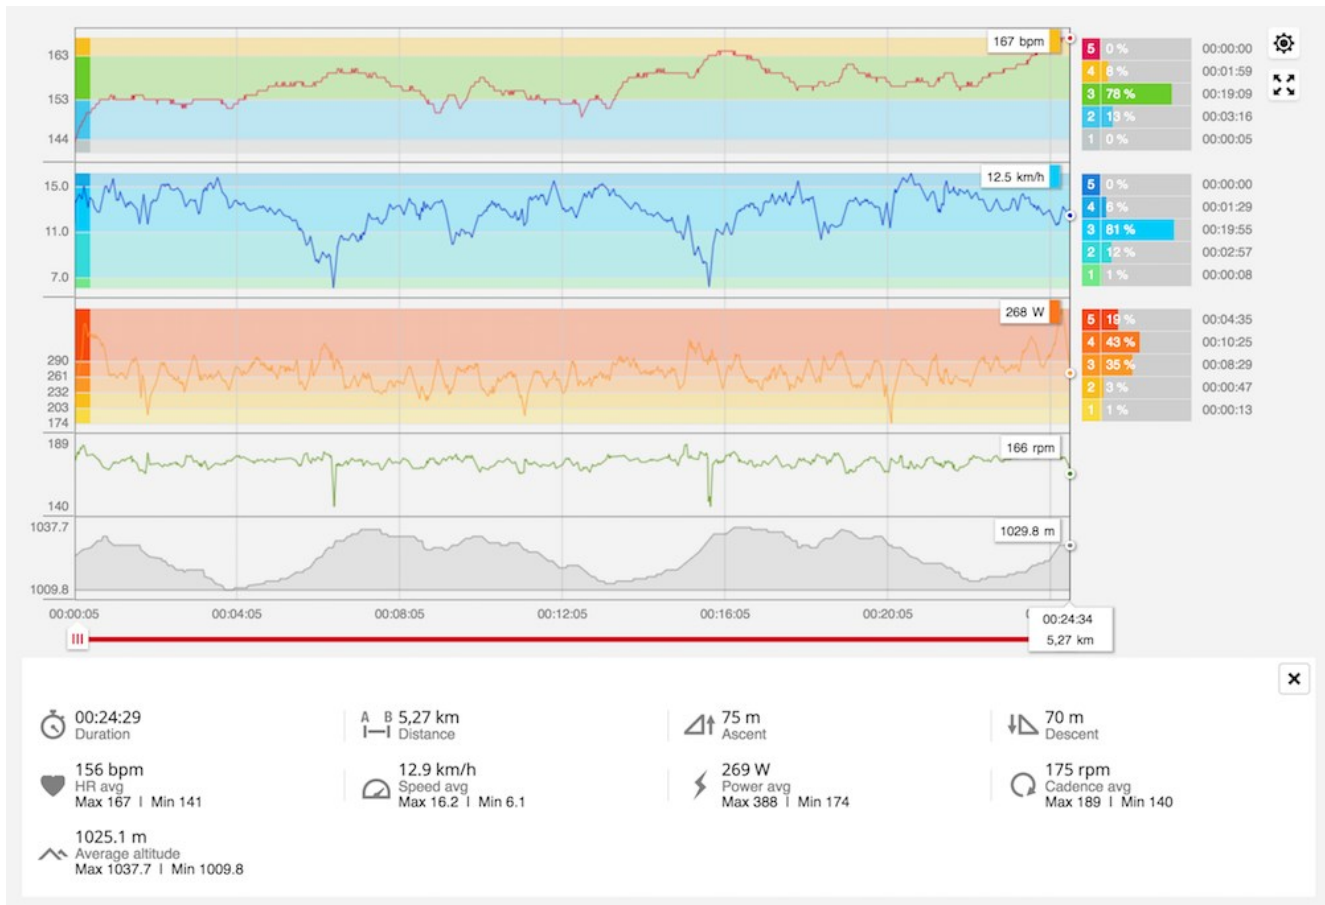 167 bpm
163
153
144
5 0 % 00:00:00
4 8 % 00:01:59
3 78 % 00:19:09
2 13 % 00:03:16
1 0 % 00:00:05
12.5 km/h
15.0
11.0
7.0
5 0 % 00:00:00
4 6 % 00:01:29
3 81 % 00:19:55
2 12 % 00:02:57
1 1 % 00:00:08
268 W
290
261
232
203
174
5 19 % 00:04:35
4 43 % 00:10:25
3 35 % 00:08:29
2 3 % 00:00:47
1 1 % 00:00:13
189
166 rpm
140
1037.7
1029.8 m
1009.8
00:00:05 00:04:05 00:08:05 00:12:05 00:16:05 00:20:05
00:24:34
5,27 km
00:24:29
Duration
A B 5,27 km
Distance
75 m
Ascent
70 m
Descent
156 bpm
HR avg
Max 167 | Min 141
12.9 km/h
Speed avg
Max 16.2 | Min 6.1
269 W
Power avg
Max 388 | Min 174
175 rpm
Cadence avg
Max 189 | Min 140
1025.1 m
Average altitude
Max 1037.7 | Min 1009.8